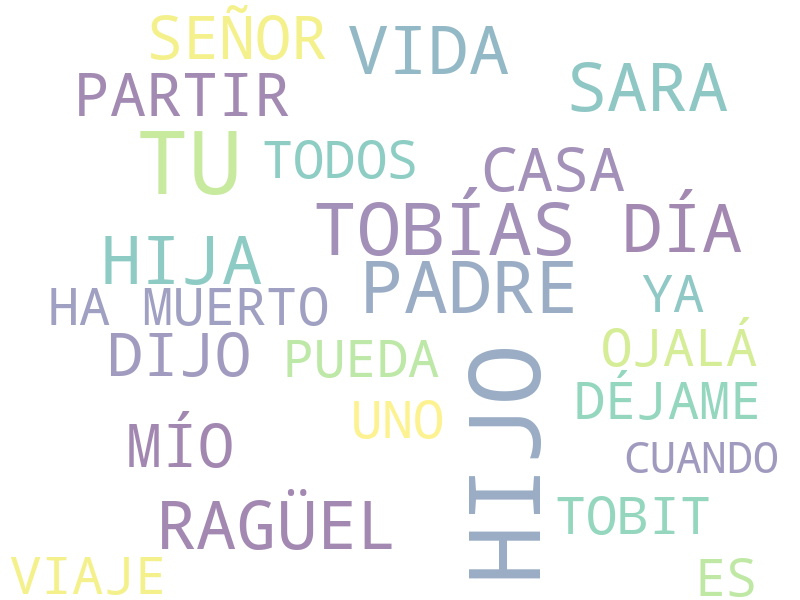 SEÑOR
VIDA
PARTIR
SARA
TU
TODOS
CASA
TOBÍAS
DÍA
HIJA
PADRE
YA
HA MUERTO
DIJO
PUEDA
OJALÁ
DÉJAME
UNO
HIJO
MÍO
CUANDO
RAGÜEL
TOBIT
VIAJE
ES